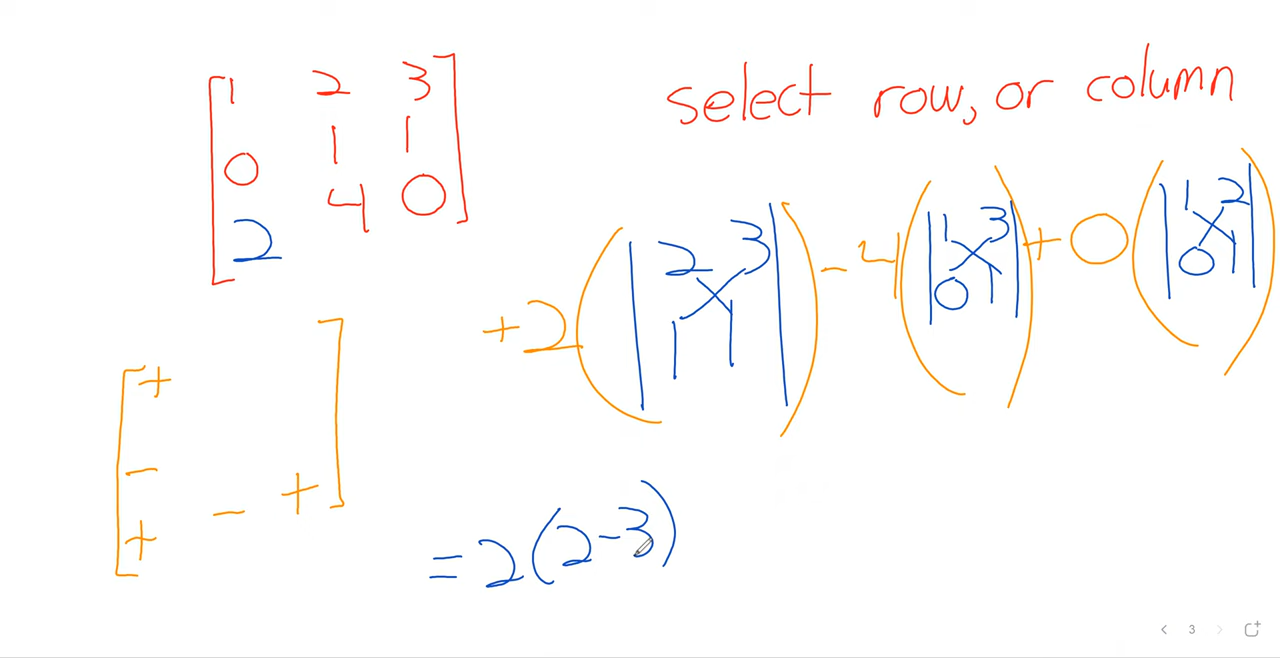 1 2 3
0 1 1
2 4 0
select row, or column
+2(|2 3| - 4(|1 3|) + 0(|1 2|)
1 1 0 1 0 1
+
-
+ - +
= 2(2-3)
3